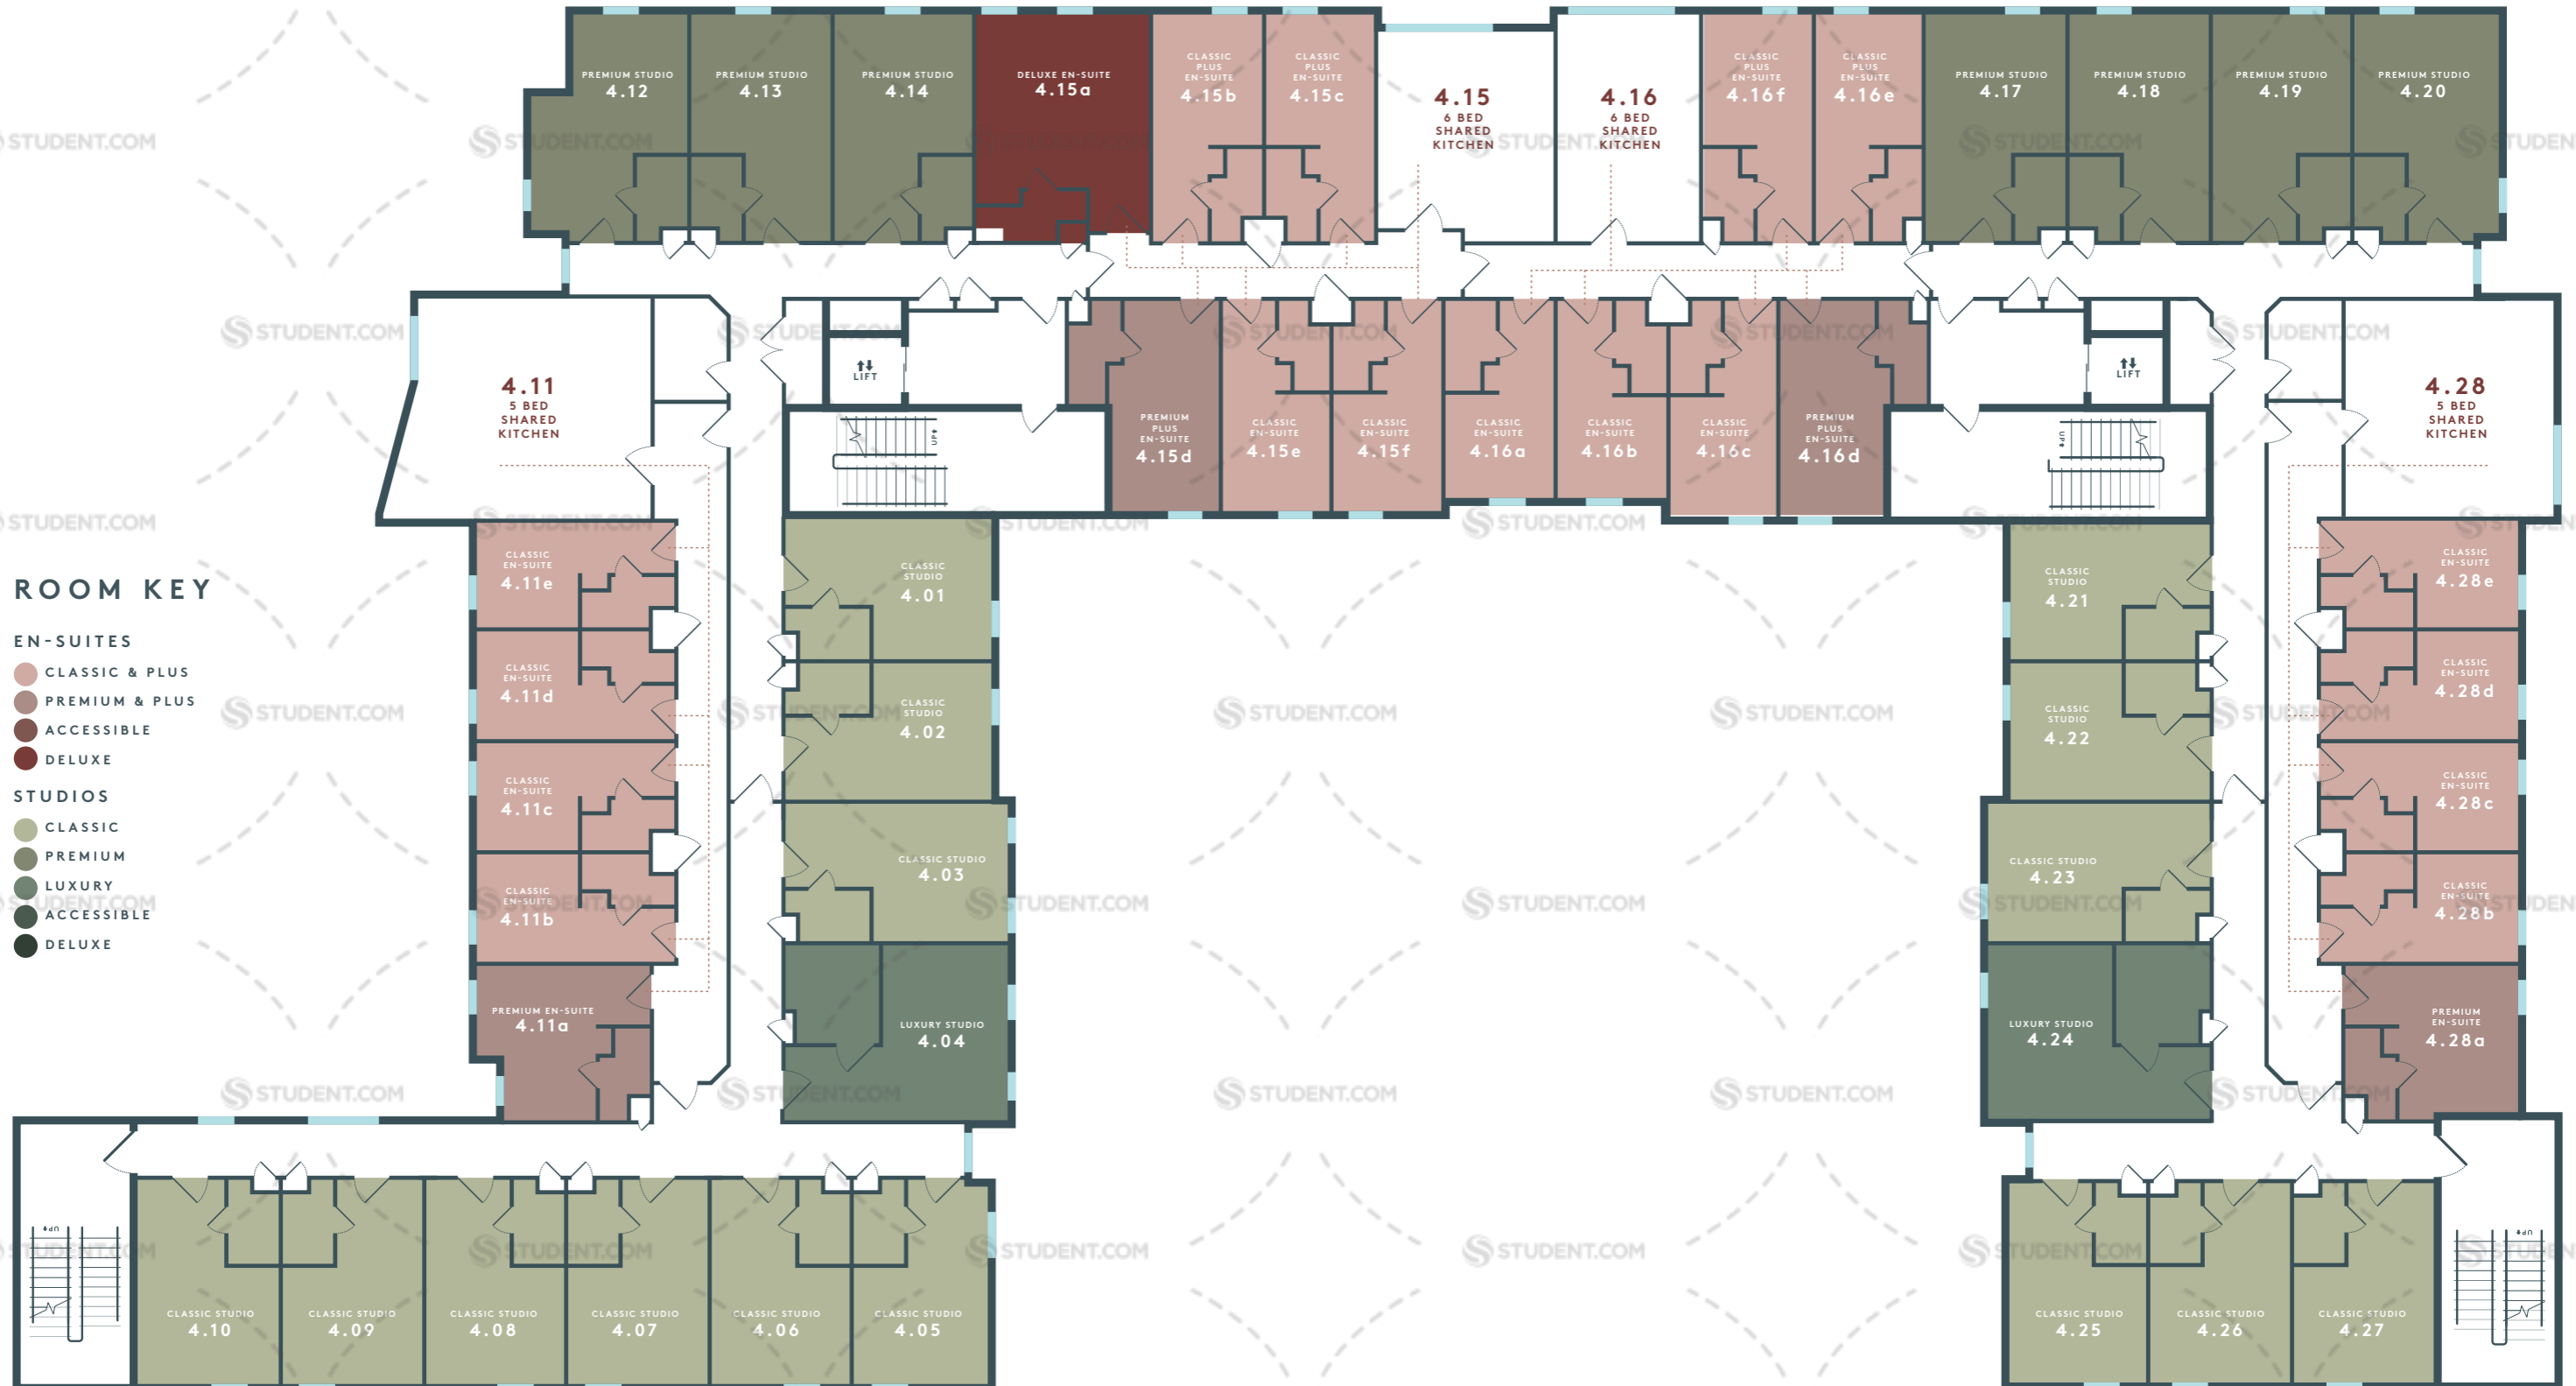 PREMIUM STUDIO
4.12
PREMIUM STUDIO
4.13
PREMIUM STUDIO
4.14
DELUXE EN-SUITE
4.15a
CLASSIC
PLUS
EN-SUITE
4.15b
CLASSIC
PLUS
EN-SUITE
4.15c
4.15
6 BED
SHARED
KITCHEN
4.16
6 BED
SHARED
KITCHEN
CLASSIC
PLUS
EN-SUITE
4.16f
CLASSIC
PLUS
EN-SUITE
4.16e
PREMIUM STUDIO
4.17
PREMIUM STUDIO
4.18
PREMIUM STUDIO
4.19
PREMIUM STUDIO
4.20
4.11
5 BED
SHARED
KITCHEN
LIFT
UP
PREMIUM
PLUS
EN-SUITE
4.15d
CLASSIC
EN-SUITE
4.15e
CLASSIC
EN-SUITE
4.15f
CLASSIC
EN-SUITE
4.16a
CLASSIC
EN-SUITE
4.16b
CLASSIC
EN-SUITE
4.16c
PREMIUM
PLUS
EN-SUITE
4.16d
UP
LIFT
4.28
5 BED
SHARED
KITCHEN
ROOM KEY
EN-SUITES
CLASSIC & PLUS
PREMIUM & PLUS
ACCESSIBLE
DELUXE
STUDIOS
CLASSIC
PREMIUM
LUXURY
ACCESSIBLE
DELUXE
CLASSIC
EN-SUITE
4.11e
CLASSIC
EN-SUITE
4.11d
CLASSIC
EN-SUITE
4.11c
CLASSIC
EN-SUITE
4.11b
PREMIUM EN-SUITE
4.11a
CLASSIC
STUDIO
4.01
CLASSIC
STUDIO
4.02
CLASSIC STUDIO
4.03
LUXURY STUDIO
4.04
CLASSIC
STUDIO
4.21
CLASSIC
STUDIO
4.22
CLASSIC STUDIO
4.23
LUXURY STUDIO
4.24
CLASSIC
EN-SUITE
4.28e
CLASSIC
EN-SUITE
4.28d
CLASSIC
EN-SUITE
4.28c
CLASSIC
EN-SUITE
4.28b
PREMIUM
EN-SUITE
4.28a
UP
CLASSIC STUDIO
4.10
CLASSIC STUDIO
4.09
CLASSIC STUDIO
4.08
CLASSIC STUDIO
4.07
CLASSIC STUDIO
4.06
CLASSIC STUDIO
4.05
CLASSIC STUDIO
4.25
CLASSIC STUDIO
4.26
CLASSIC STUDIO
4.27
UP
STUDENT.COM